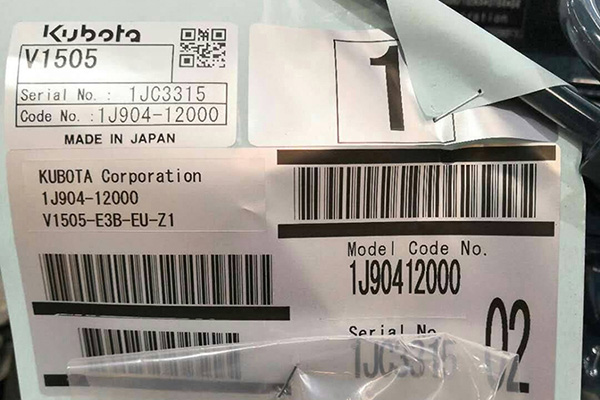 Kubota
V1505
Serial No. : 1JC3315
Code No. : 1J904-12000
MADE IN JAPAN
1
KUBOTA Corporation
1J904-12000
V1505-E3B-EU-Z1
Model Code No.
1J90412000
Serial No.
1JC3315
02